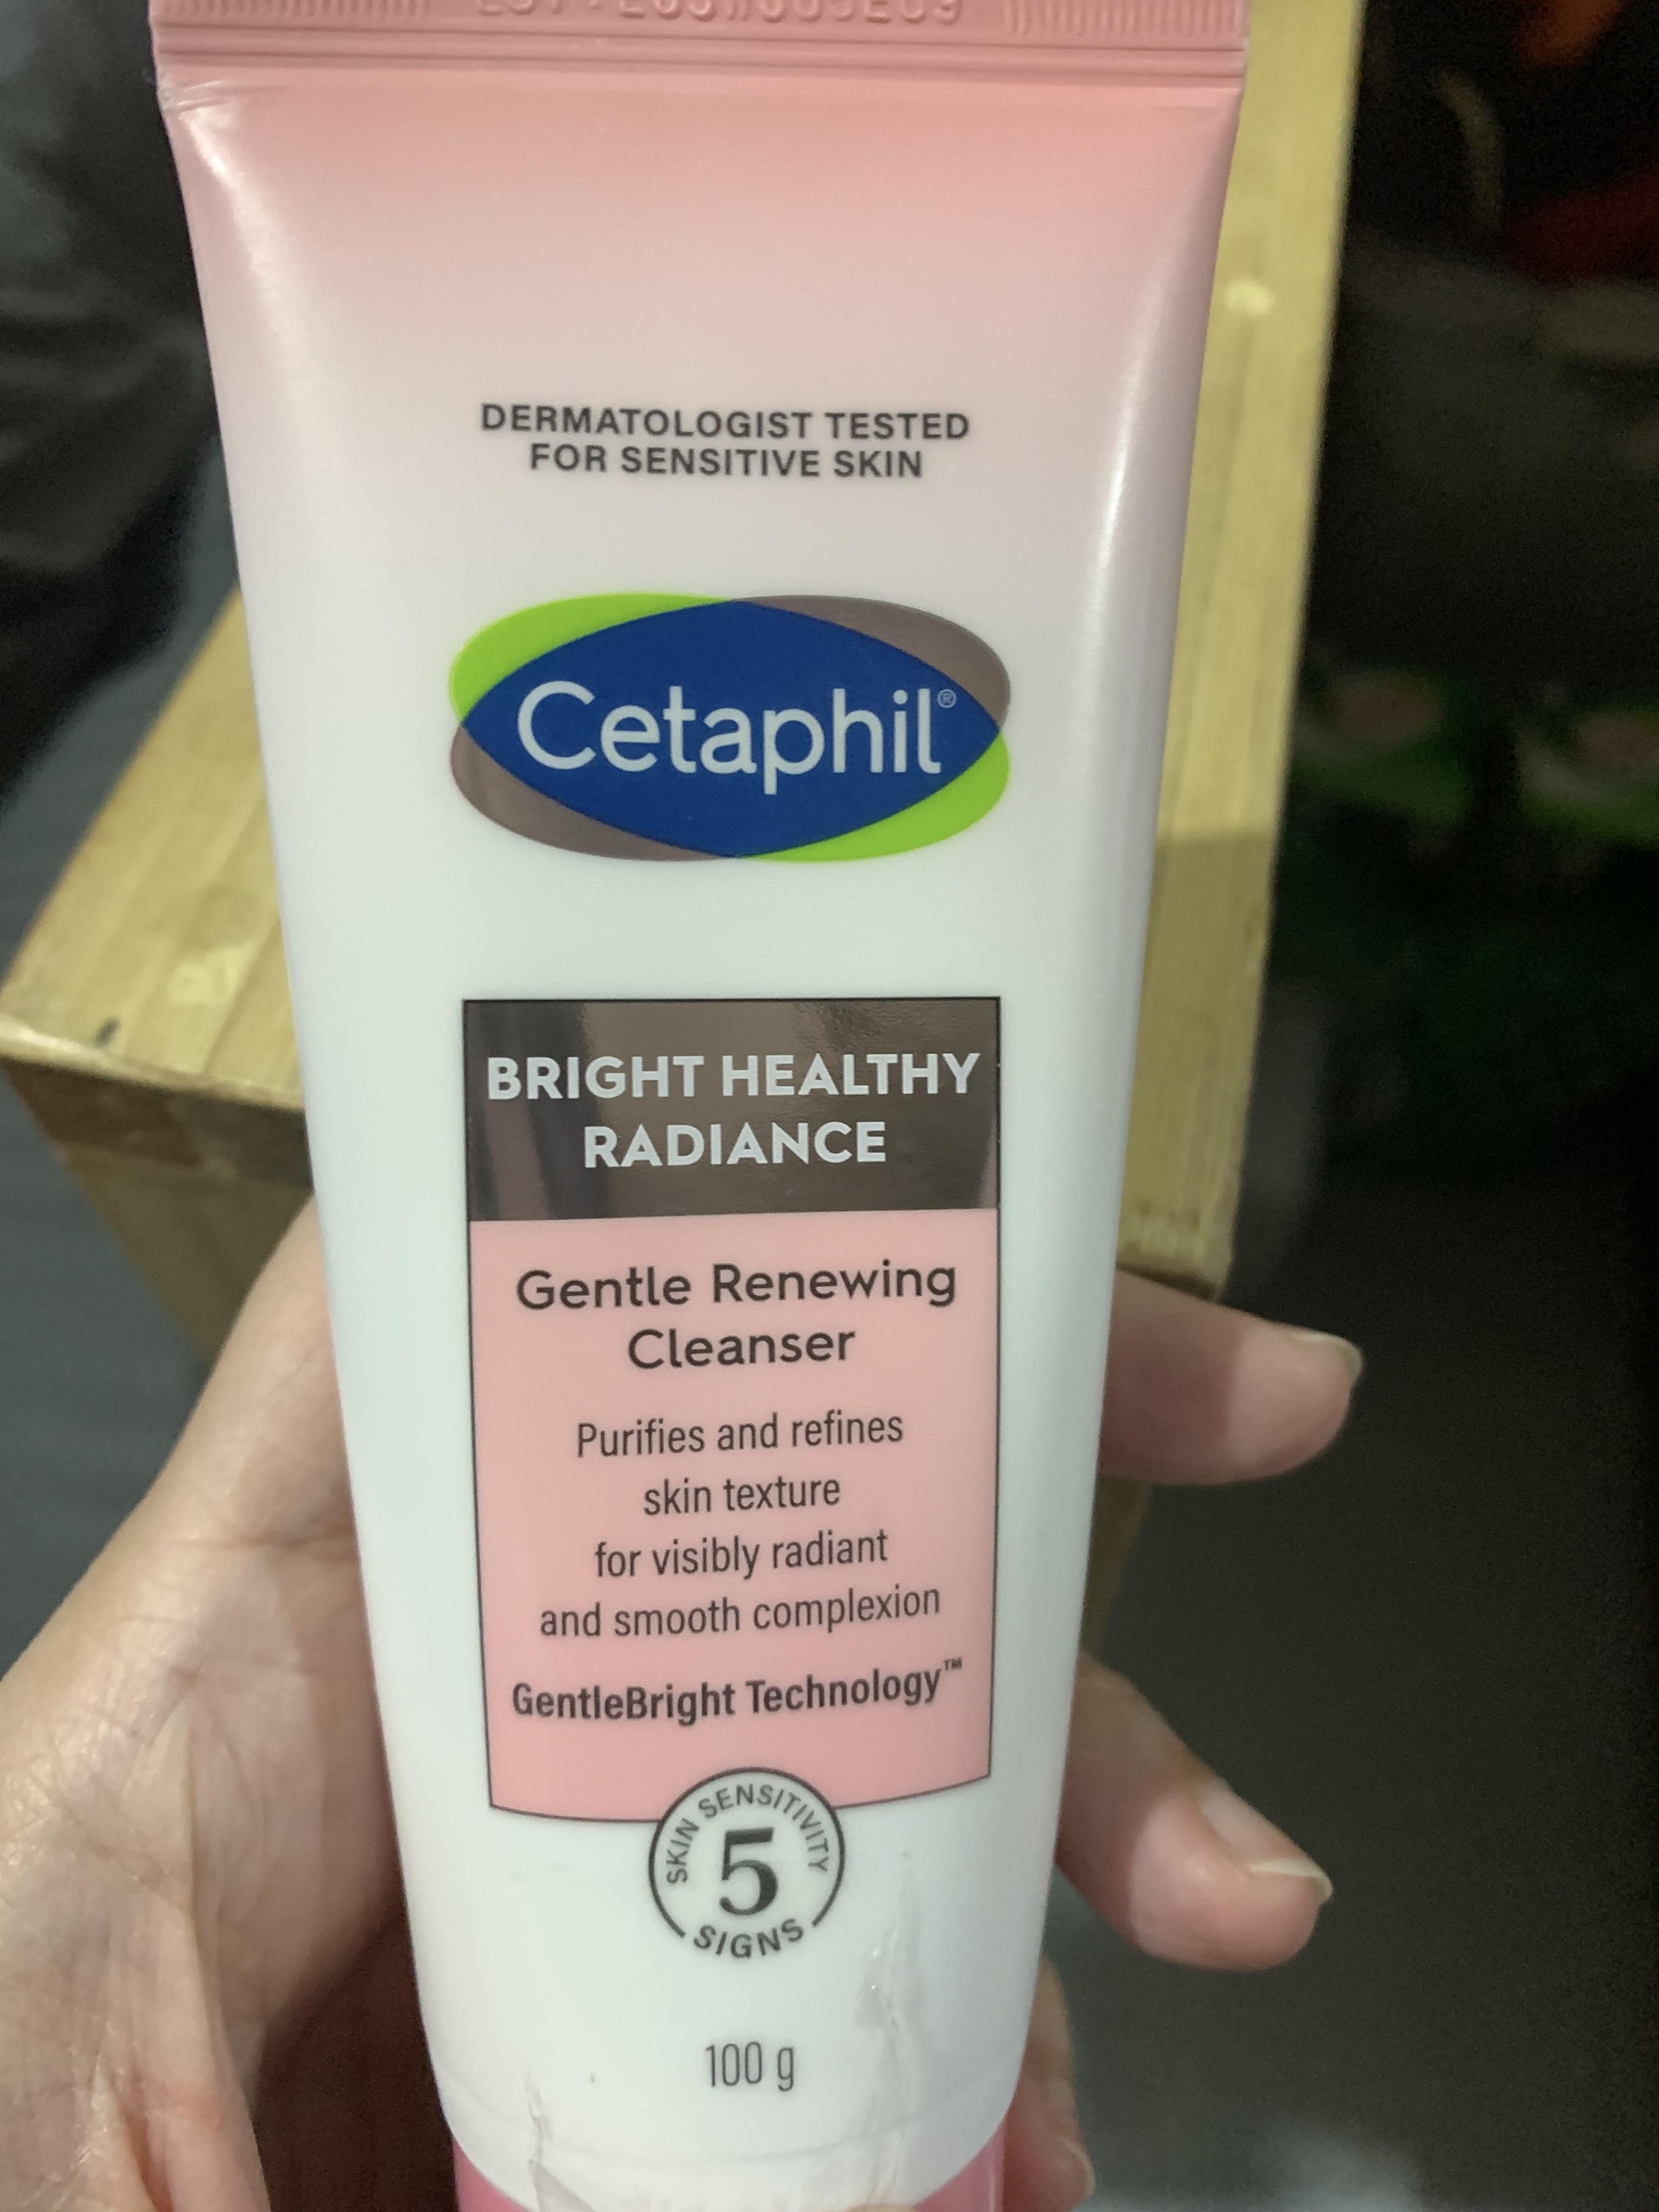 DERMATOLOGIST TESTED
FOR SENSITIVE SKIN
Cetaphil®
BRIGHT HEALTHY
RADIANCE
Gentle Renewing
Cleanser
Purifies and refines
skin texture
for visibly radiant
and smooth complexion
GentleBright Technology™
SKIN SENSITIVITY
5
SIGNS
100 g